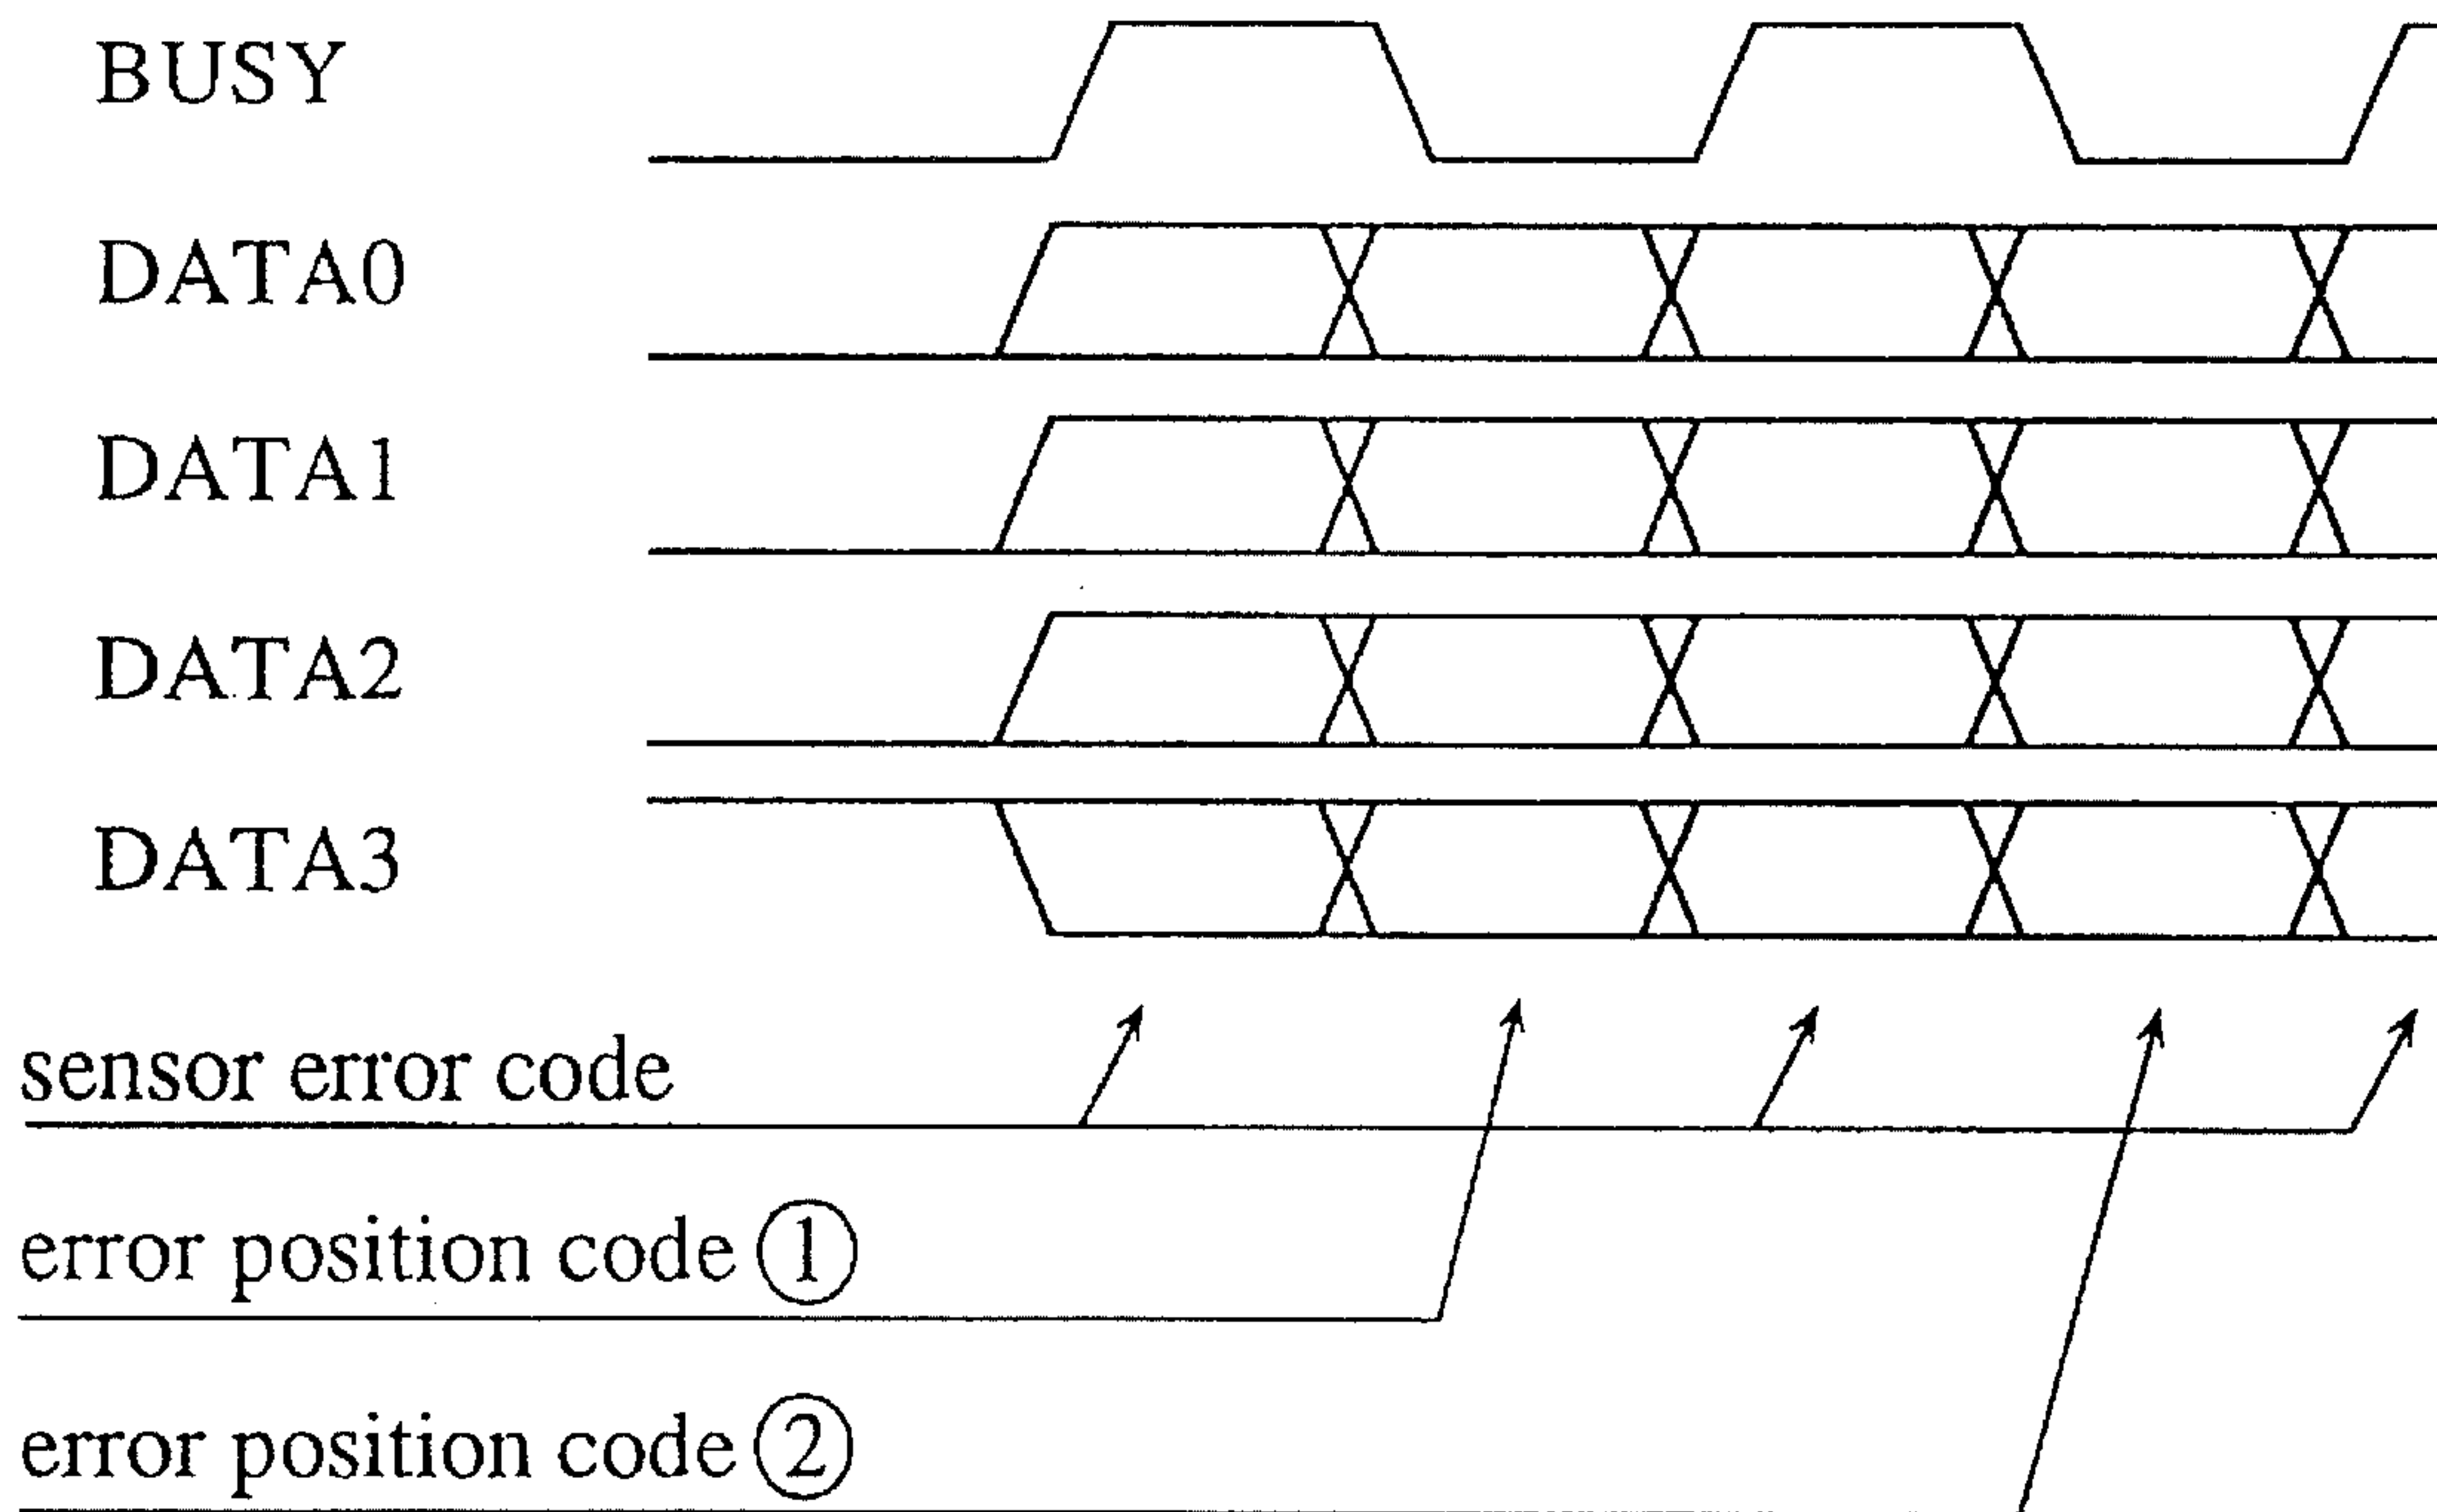 BUSY
DATA0
DATA1
DATA2
DATA3
sensor error code
error position code ①
error position code ②